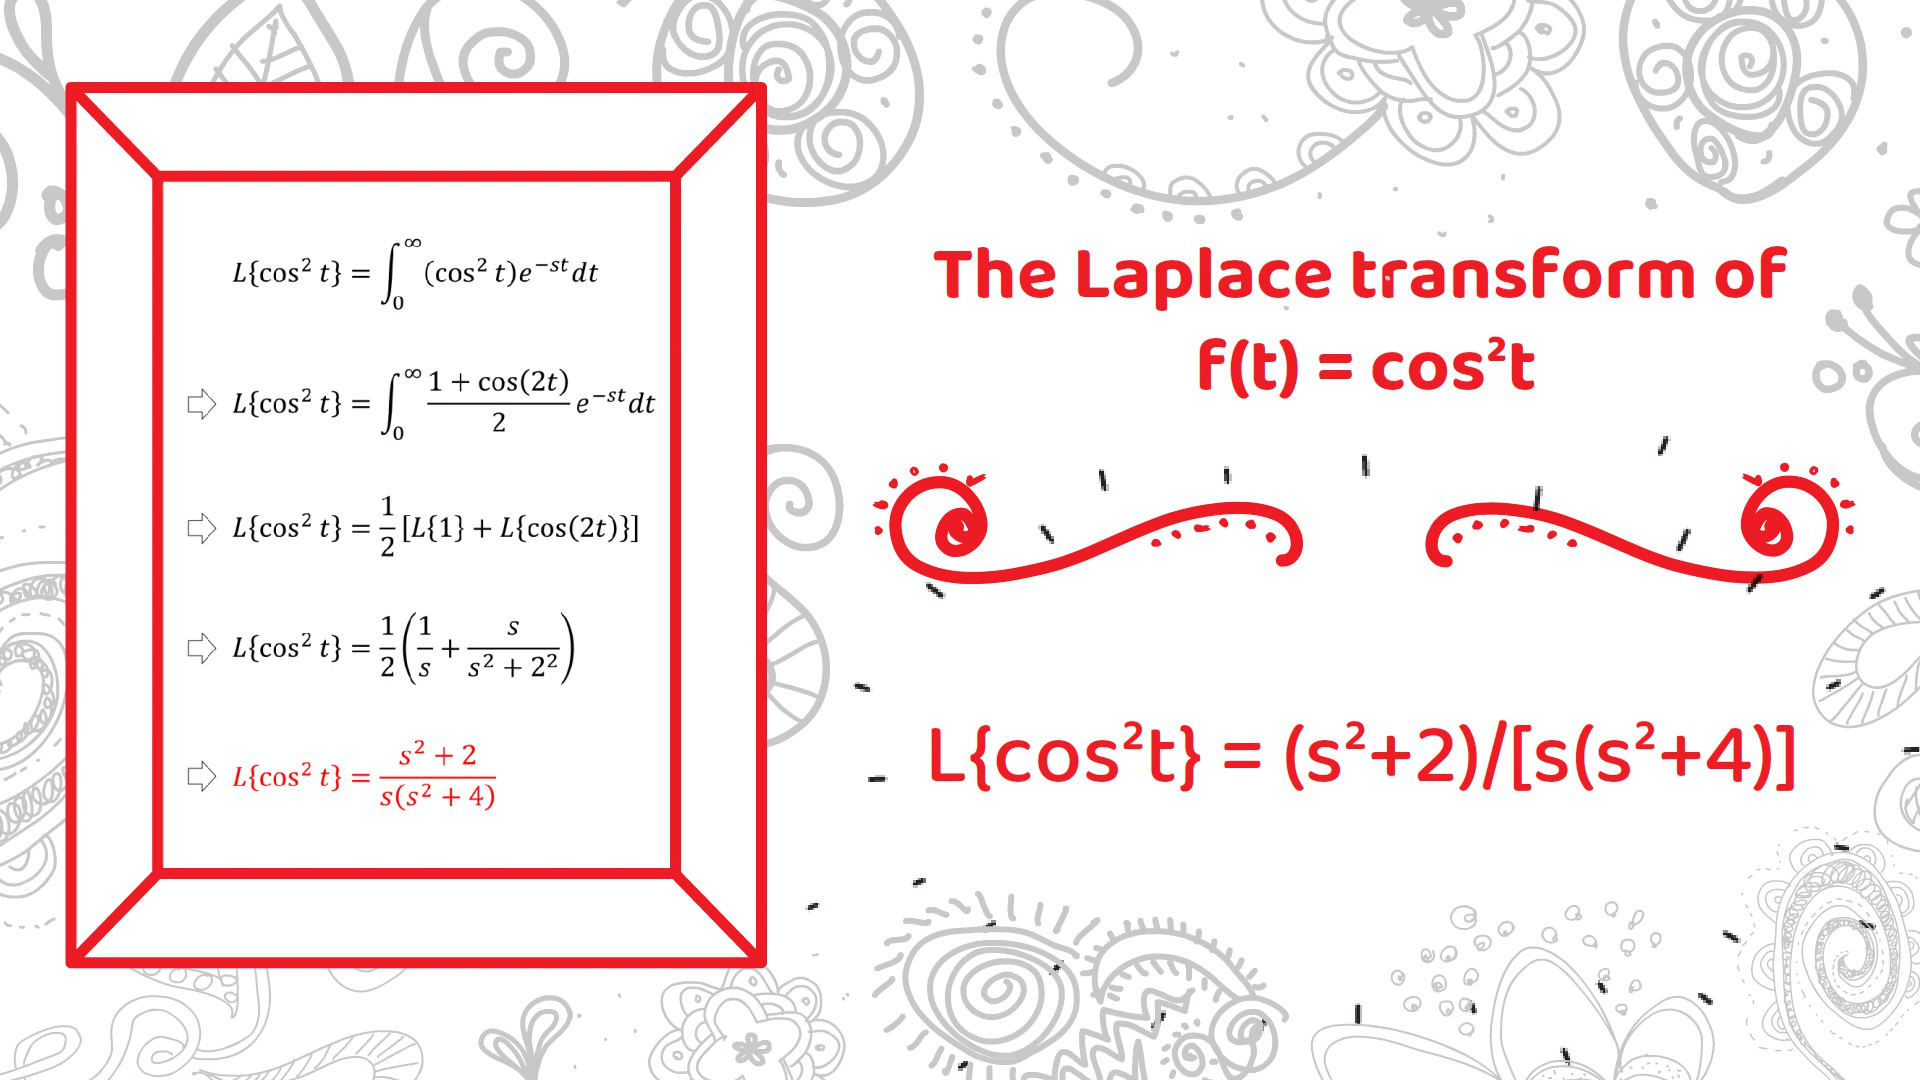 L{cos² t} = ∫₀^∞ (cos² t)e^(−st) dt
⇨ L{cos² t} = ∫₀^∞ (1 + cos(2t))/2 e^(−st) dt
⇨ L{cos² t} = 1/2 [L{1} + L{cos(2t)}]
⇨ L{cos² t} = 1/2 (1/s + s/(s² + 2²))
⇨ L{cos² t} = (s² + 2)/(s(s² + 4))
The Laplace transform of
f(t) = cos²t
L{cos²t} = (s²+2)/[s(s²+4)]